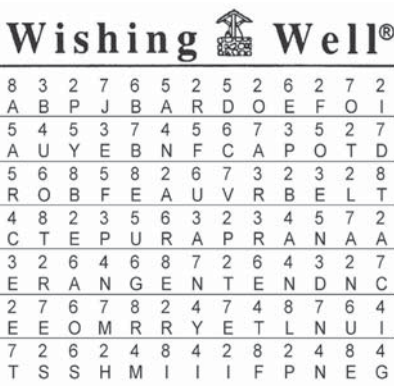 Wishing Well®
8 3 2 7 6 5 2 5 2 6 2 7 2
A B P J B A R D O E F O I
5 4 5 3 7 4 5 6 7 3 5 2 7
A U Y E B N F C A P O T D
5 6 8 5 8 2 6 7 3 2 3 2 8
R O B F E A U V R B E L T
4 8 2 3 5 6 3 2 3 4 5 7 2
C T E P U R A P R A N A A
3 2 6 4 6 8 7 2 6 4 3 2 7
E R A N G E N T E N D N C
2 7 6 7 8 2 4 7 4 8 7 6 4
E E O M R R Y E T L N U I
7 2 6 2 4 8 4 2 8 2 4 8 4
T S S H M I I I F P N E G